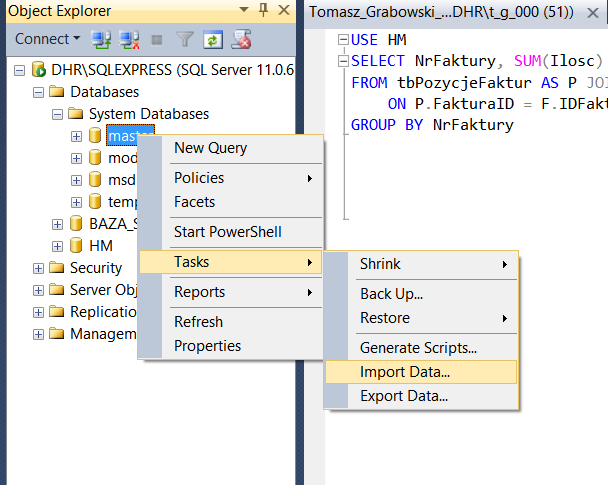 Object Explorer
Connect
DHR\SQLEXPRESS (SQL Server 11.0.6
Databases
System Databases
mast
mod
msd
temp
BAZA_S
HM
Security
Server Obj
Replicatio
Managem
New Query
Policies
Facets
Start PowerShell
Tasks
Reports
Refresh
Properties
Shrink
Back Up...
Restore
Generate Scripts...
Import Data...
Export Data...
Tomasz_Grabowski_...DHR\t_g_000 (51))
USE HM
SELECT NrFaktury, SUM(Ilosc)
FROM tbPozycjeFaktur AS P JOI
ON P.FakturaID = F.IDFakt
GROUP BY NrFaktury